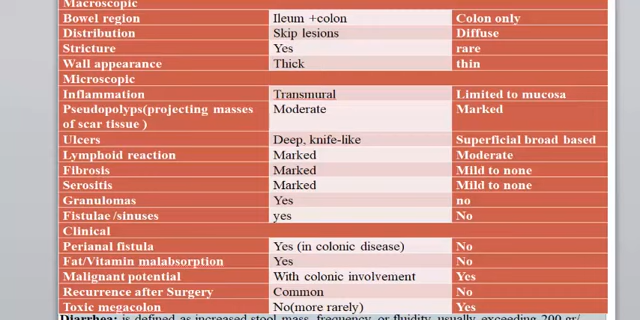 Macroscopic
Bowel region Ileum +colon Colon only
Distribution Skip lesions Diffuse
Stricture Yes rare
Wall appearance Thick thin
Microscopic
Inflammation Transmural Limited to mucosa
Pseudopolyps(projecting masses Moderate Marked
of scar tissue )
Ulcers Deep, knife-like Superficial broad based
Lymphoid reaction Marked Moderate
Fibrosis Marked Mild to none
Serositis Marked Mild to none
Granulomas Yes no
Fistulae /sinuses yes No
Clinical
Perianal fistula Yes (in colonic disease) No
Fat/Vitamin malabsorption Yes No
Malignant potential With colonic involvement Yes
Recurrence after Surgery Common No
Toxic megacolon No(more rarely) Yes
Diarrhea: is defined as increased stool mass, frequency, or fluidity, usually exceeding 200 gr/